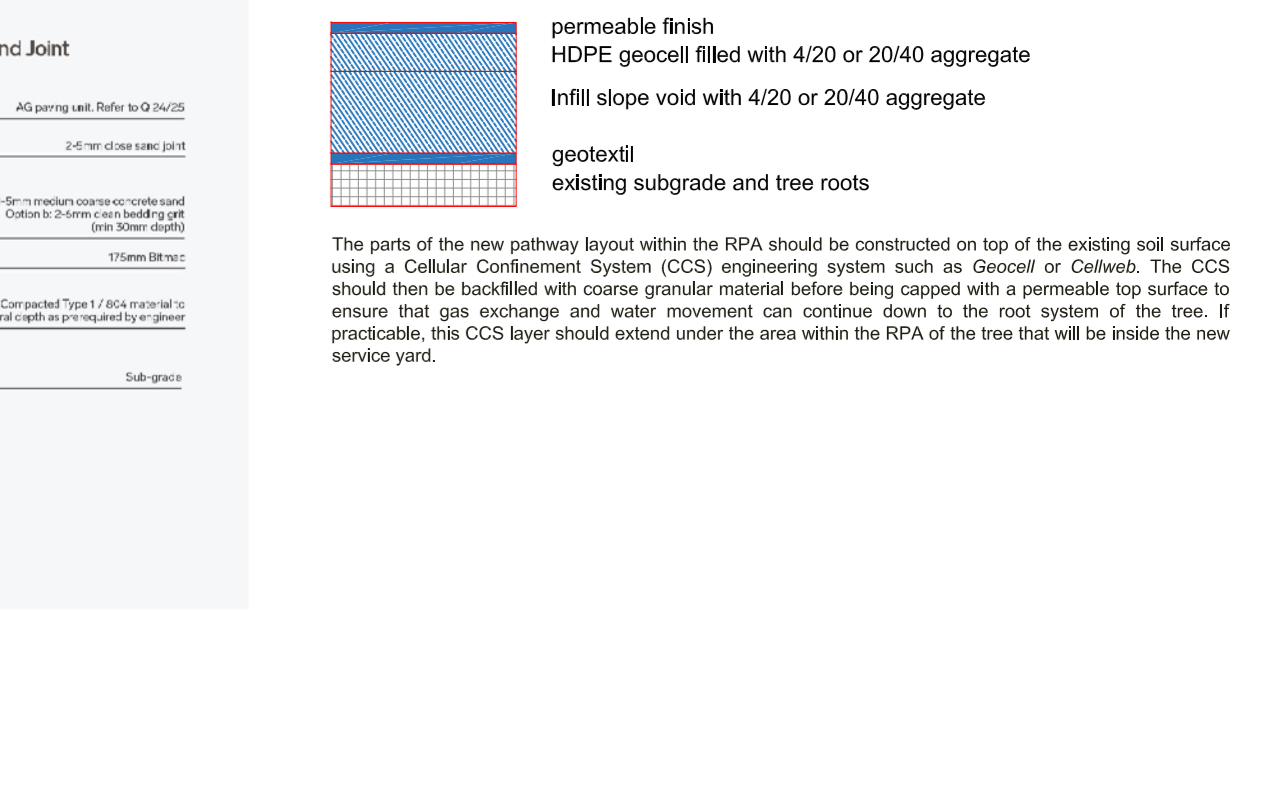 nd Joint
AG paving unit. Refer to Q 24/25
2-5mm close sand joint
-5mm medium coarse concrete sand
Option b: 2-6mm clean bedding grit
(min 30mm depth)
175mm Bitmac
Compacted Type 1 / 804 material to
ral depth as prerequired by engineer
Sub-grade
permeable finish
HDPE geocell filled with 4/20 or 20/40 aggregate
Infill slope void with 4/20 or 20/40 aggregate
geotextil
existing subgrade and tree roots
The parts of the new pathway layout within the RPA should be constructed on top of the existing soil surface
using a Cellular Confinement System (CCS) engineering system such as Geocell or Cellweb. The CCS
should then be backfilled with coarse granular material before being capped with a permeable top surface to
ensure that gas exchange and water movement can continue down to the root system of the tree. If
practicable, this CCS layer should extend under the area within the RPA of the tree that will be inside the new
service yard.